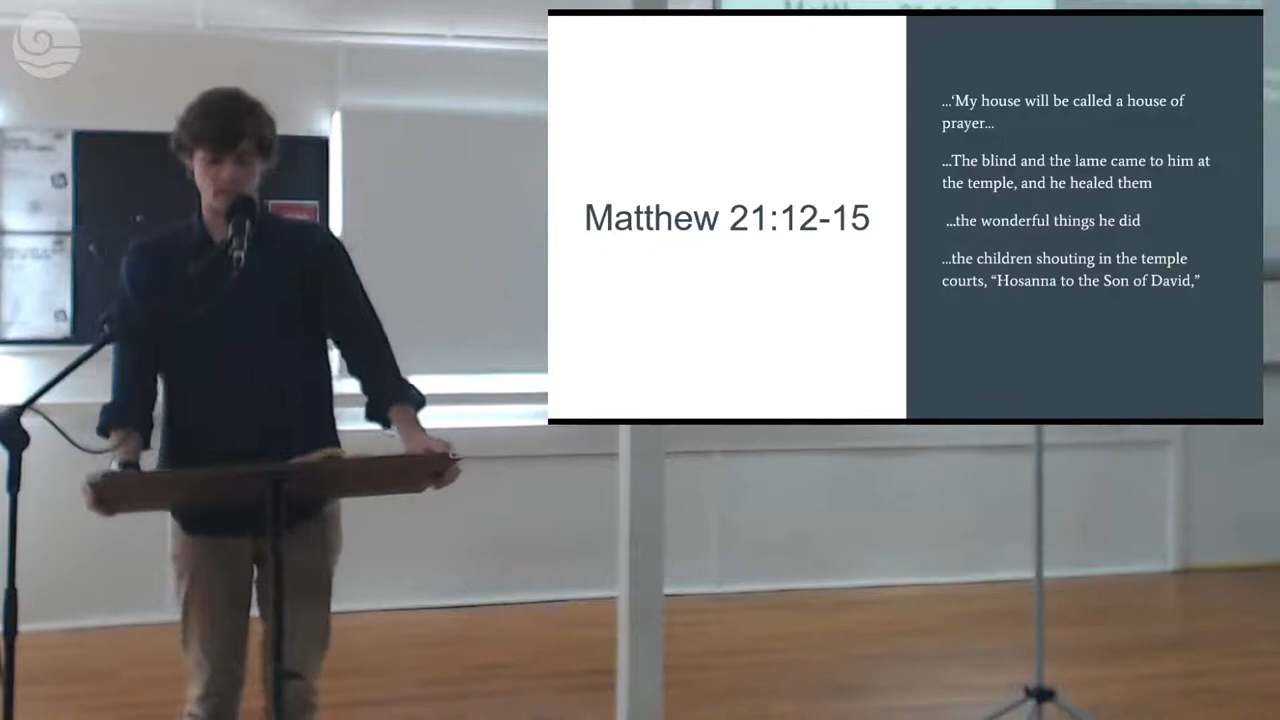 Matthew 21:12-15
...‘My house will be called a house of
prayer...
...The blind and the lame came to him at
the temple, and he healed them
...the wonderful things he did
...the children shouting in the temple
courts, “Hosanna to the Son of David,”